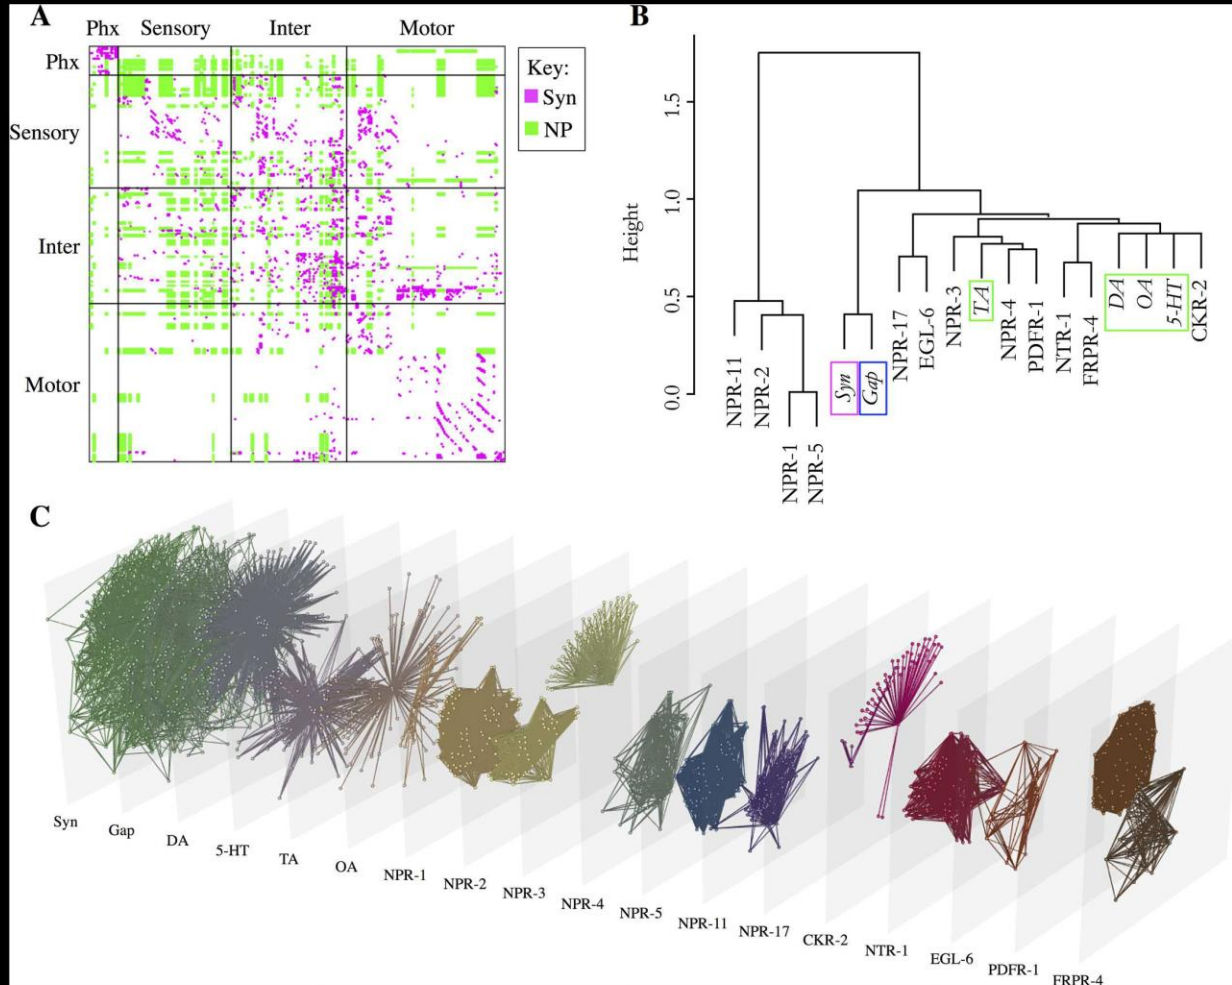 A
Phx Sensory Inter Motor
Phx
Sensory
Inter
Motor
Key:
Syn
NP
B
Height
1.5
1.0
0.5
0.0
NPR-11
NPR-2
NPR-1
NPR-5
Syn
Gap
NPR-17
EGL-6
NPR-3
TA
NPR-4
PDFR-1
NTR-1
FRPR-4
DA
OA
5-HT
CKR-2
C
Syn
Gap
DA
5-HT
TA
OA
NPR-1
NPR-2
NPR-3
NPR-4
NPR-5
NPR-11
NPR-17
CKR-2
NTR-1
EGL-6
PDFR-1
FRPR-4